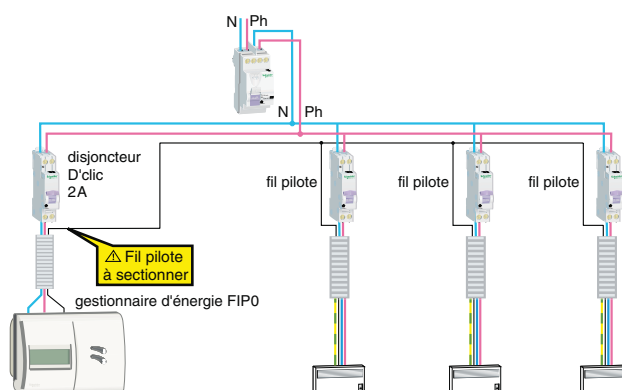 N Ph
N Ph
disjoncteur
D'clic
2A
fil pilote
fil pilote
fil pilote
⚠ Fil pilote
à sectionner
gestionnaire d'énergie FIP0